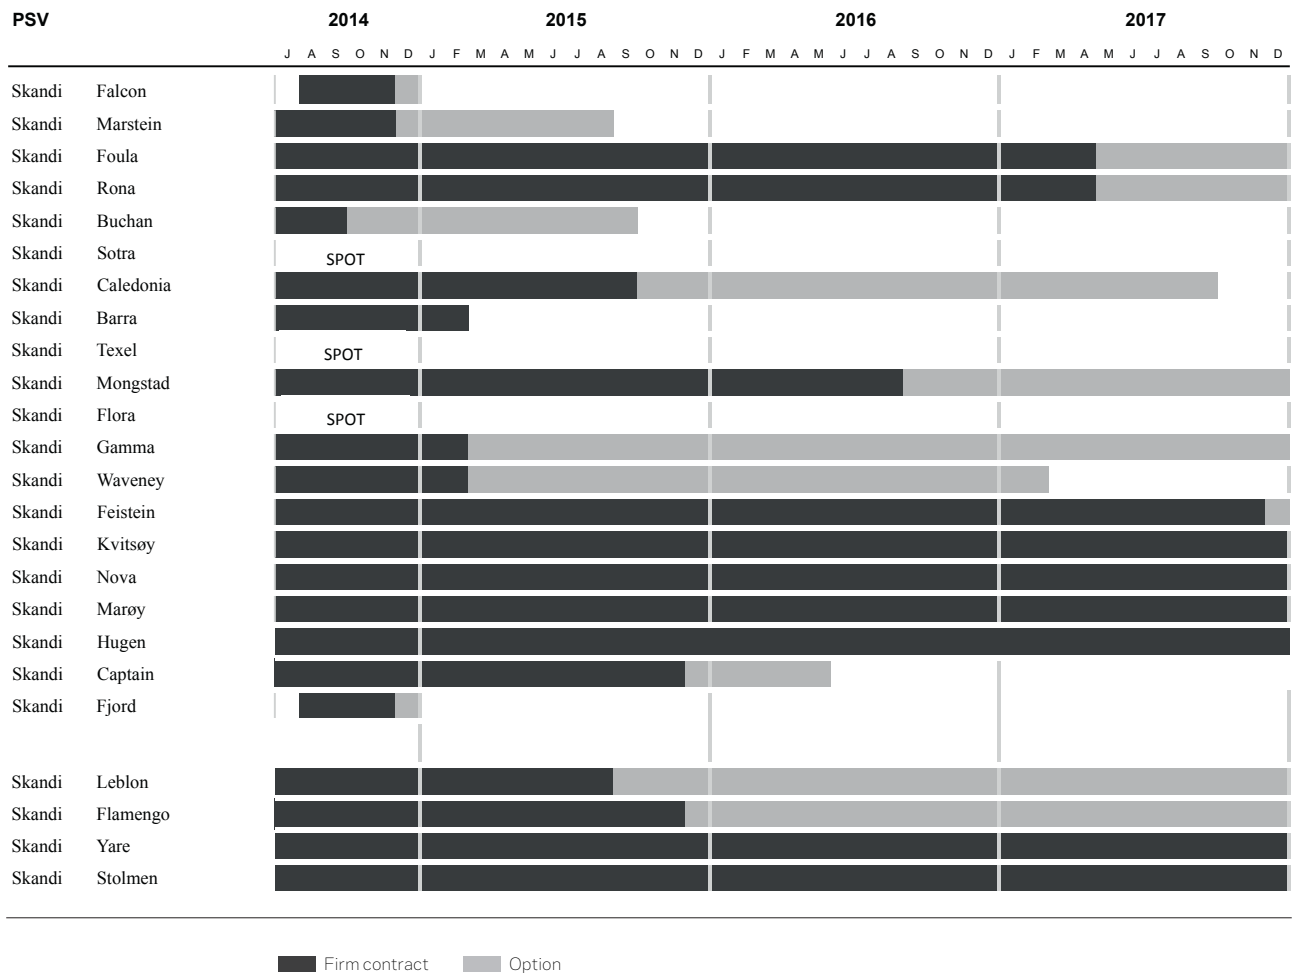 PSV 2014 2015 2016 2017
J A S O N D J F M A M J J A S O N D J F M A M J J A S O N D J F M A M J J A S O N D
Skandi Falcon
Skandi Marstein
Skandi Foula
Skandi Rona
Skandi Buchan
Skandi Sotra SPOT
Skandi Caledonia
Skandi Barra
Skandi Texel SPOT
Skandi Mongstad
Skandi Flora SPOT
Skandi Gamma
Skandi Waveney
Skandi Feistein
Skandi Kvitsøy
Skandi Nova
Skandi Marøy
Skandi Hugen
Skandi Captain
Skandi Fjord
Skandi Leblon
Skandi Flamengo
Skandi Yare
Skandi Stolmen
Firm contract Option